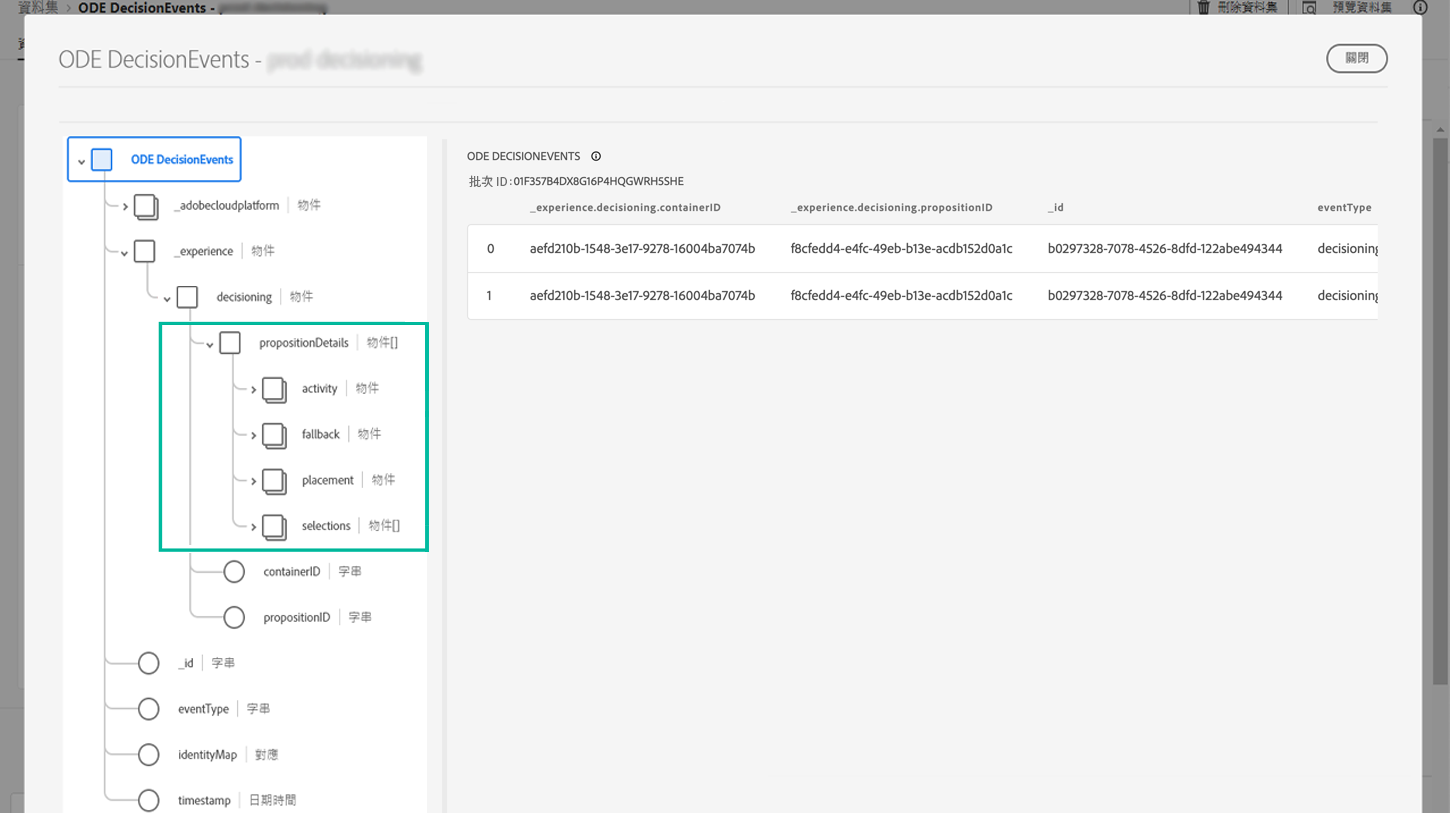 資料集 > ODE DecisionEvents -
刪除資料集 預覽資料集
ODE DecisionEvents -
關閉
ODE DecisionEvents
_adobecloudplatform 物件
_experience 物件
decisioning 物件
propositionDetails 物件[]
activity 物件
fallback 物件
placement 物件
selections 物件[]
containerID 字串
propositionID 字串
_id 字串
eventType 字串
identityMap 對應
timestamp 日期時間
ODE DECISIONEVENTS
批次 ID : 01F357B4DX8G16P4HQGWRH5SHE
_experience.decisioning.containerID _experience.decisioning.propositionID _id eventType
0 aefd210b-1548-3e17-9278-16004ba7074b f8cfedd4-e4fc-49eb-b13e-acdb152d0a1c b0297328-7078-4526-8dfd-122abe494344 decisioning
1 aefd210b-1548-3e17-9278-16004ba7074b f8cfedd4-e4fc-49eb-b13e-acdb152d0a1c b0297328-7078-4526-8dfd-122abe494344 decisioning